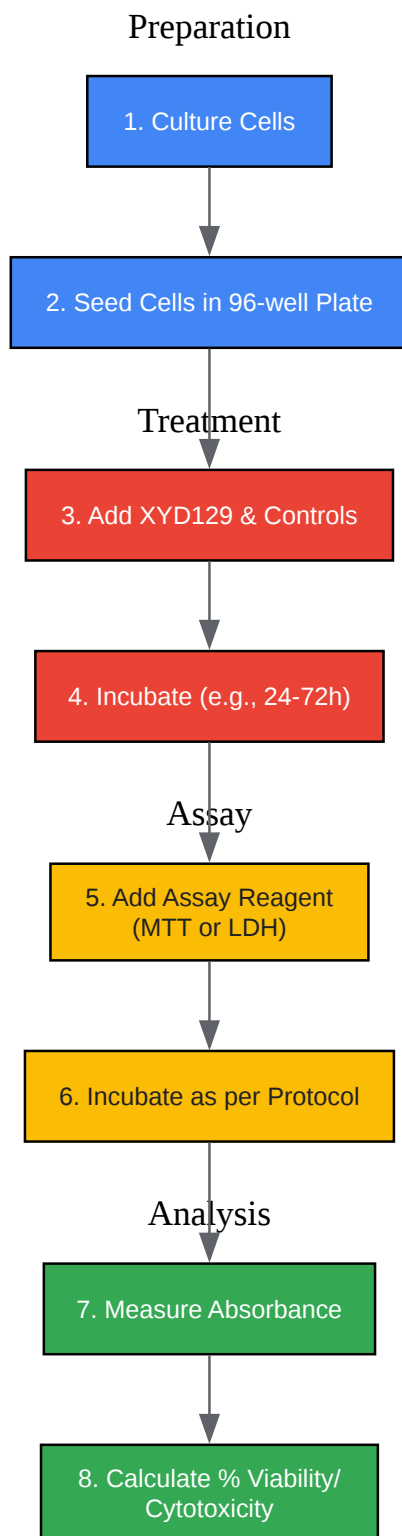 Preparation
1. Culture Cells
2. Seed Cells in 96-well Plate
Treatment
3. Add XYD129 & Controls
4. Incubate (e.g., 24-72h)
Assay
5. Add Assay Reagent
(MTT or LDH)
6. Incubate as per Protocol
Analysis
7. Measure Absorbance
8. Calculate % Viability/
Cytotoxicity